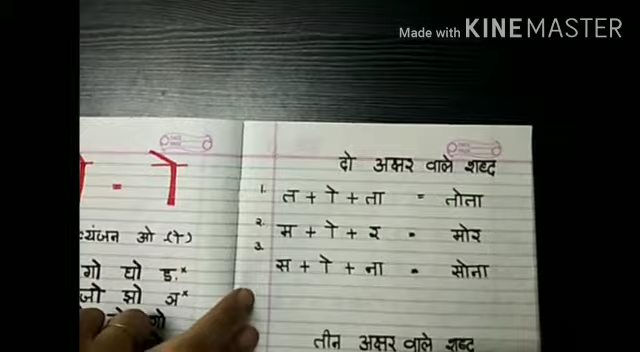 Made with KINEMASTER
ो - ो
व्यंजन ओ (ो)
गो घो ङ.*
जो झो ञ*
दो अक्षर वाले शब्द
1. त + ो + ता = तोता
2. म + ो + र = मोर
3. स + ो + ना = सोना
तीन अक्षर वाले शब्द